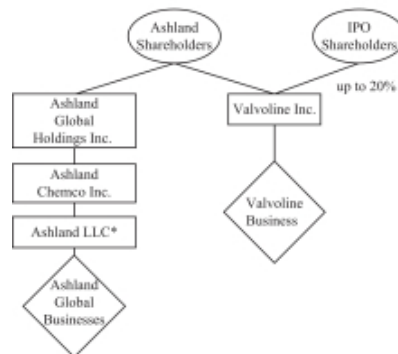 Ashland
Shareholders
IPO
Shareholders
up to 20%
Ashland
Global
Holdings Inc.
Valvoline Inc.
Ashland
Chemco Inc.
Ashland LLC*
Valvoline
Business
Ashland
Global
Businesses